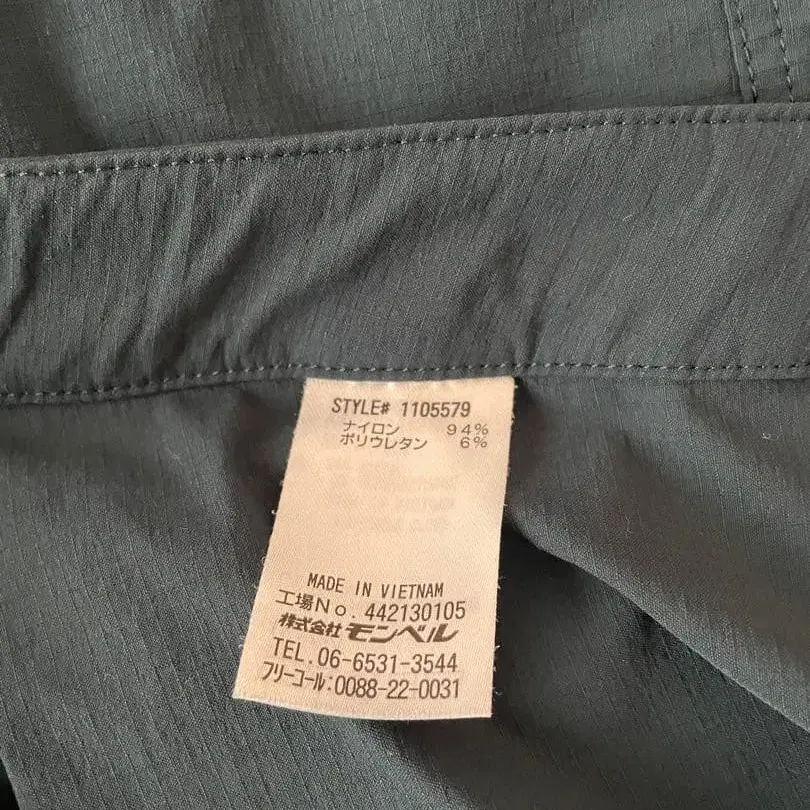 STYLE# 1105579
ナイロン 94%
ポリウレタン 6%
MADE IN VIETNAM
工場No. 442130105
株式会社 モンベル
TEL.06-6531-3544
フリーコール:0088-22-0031